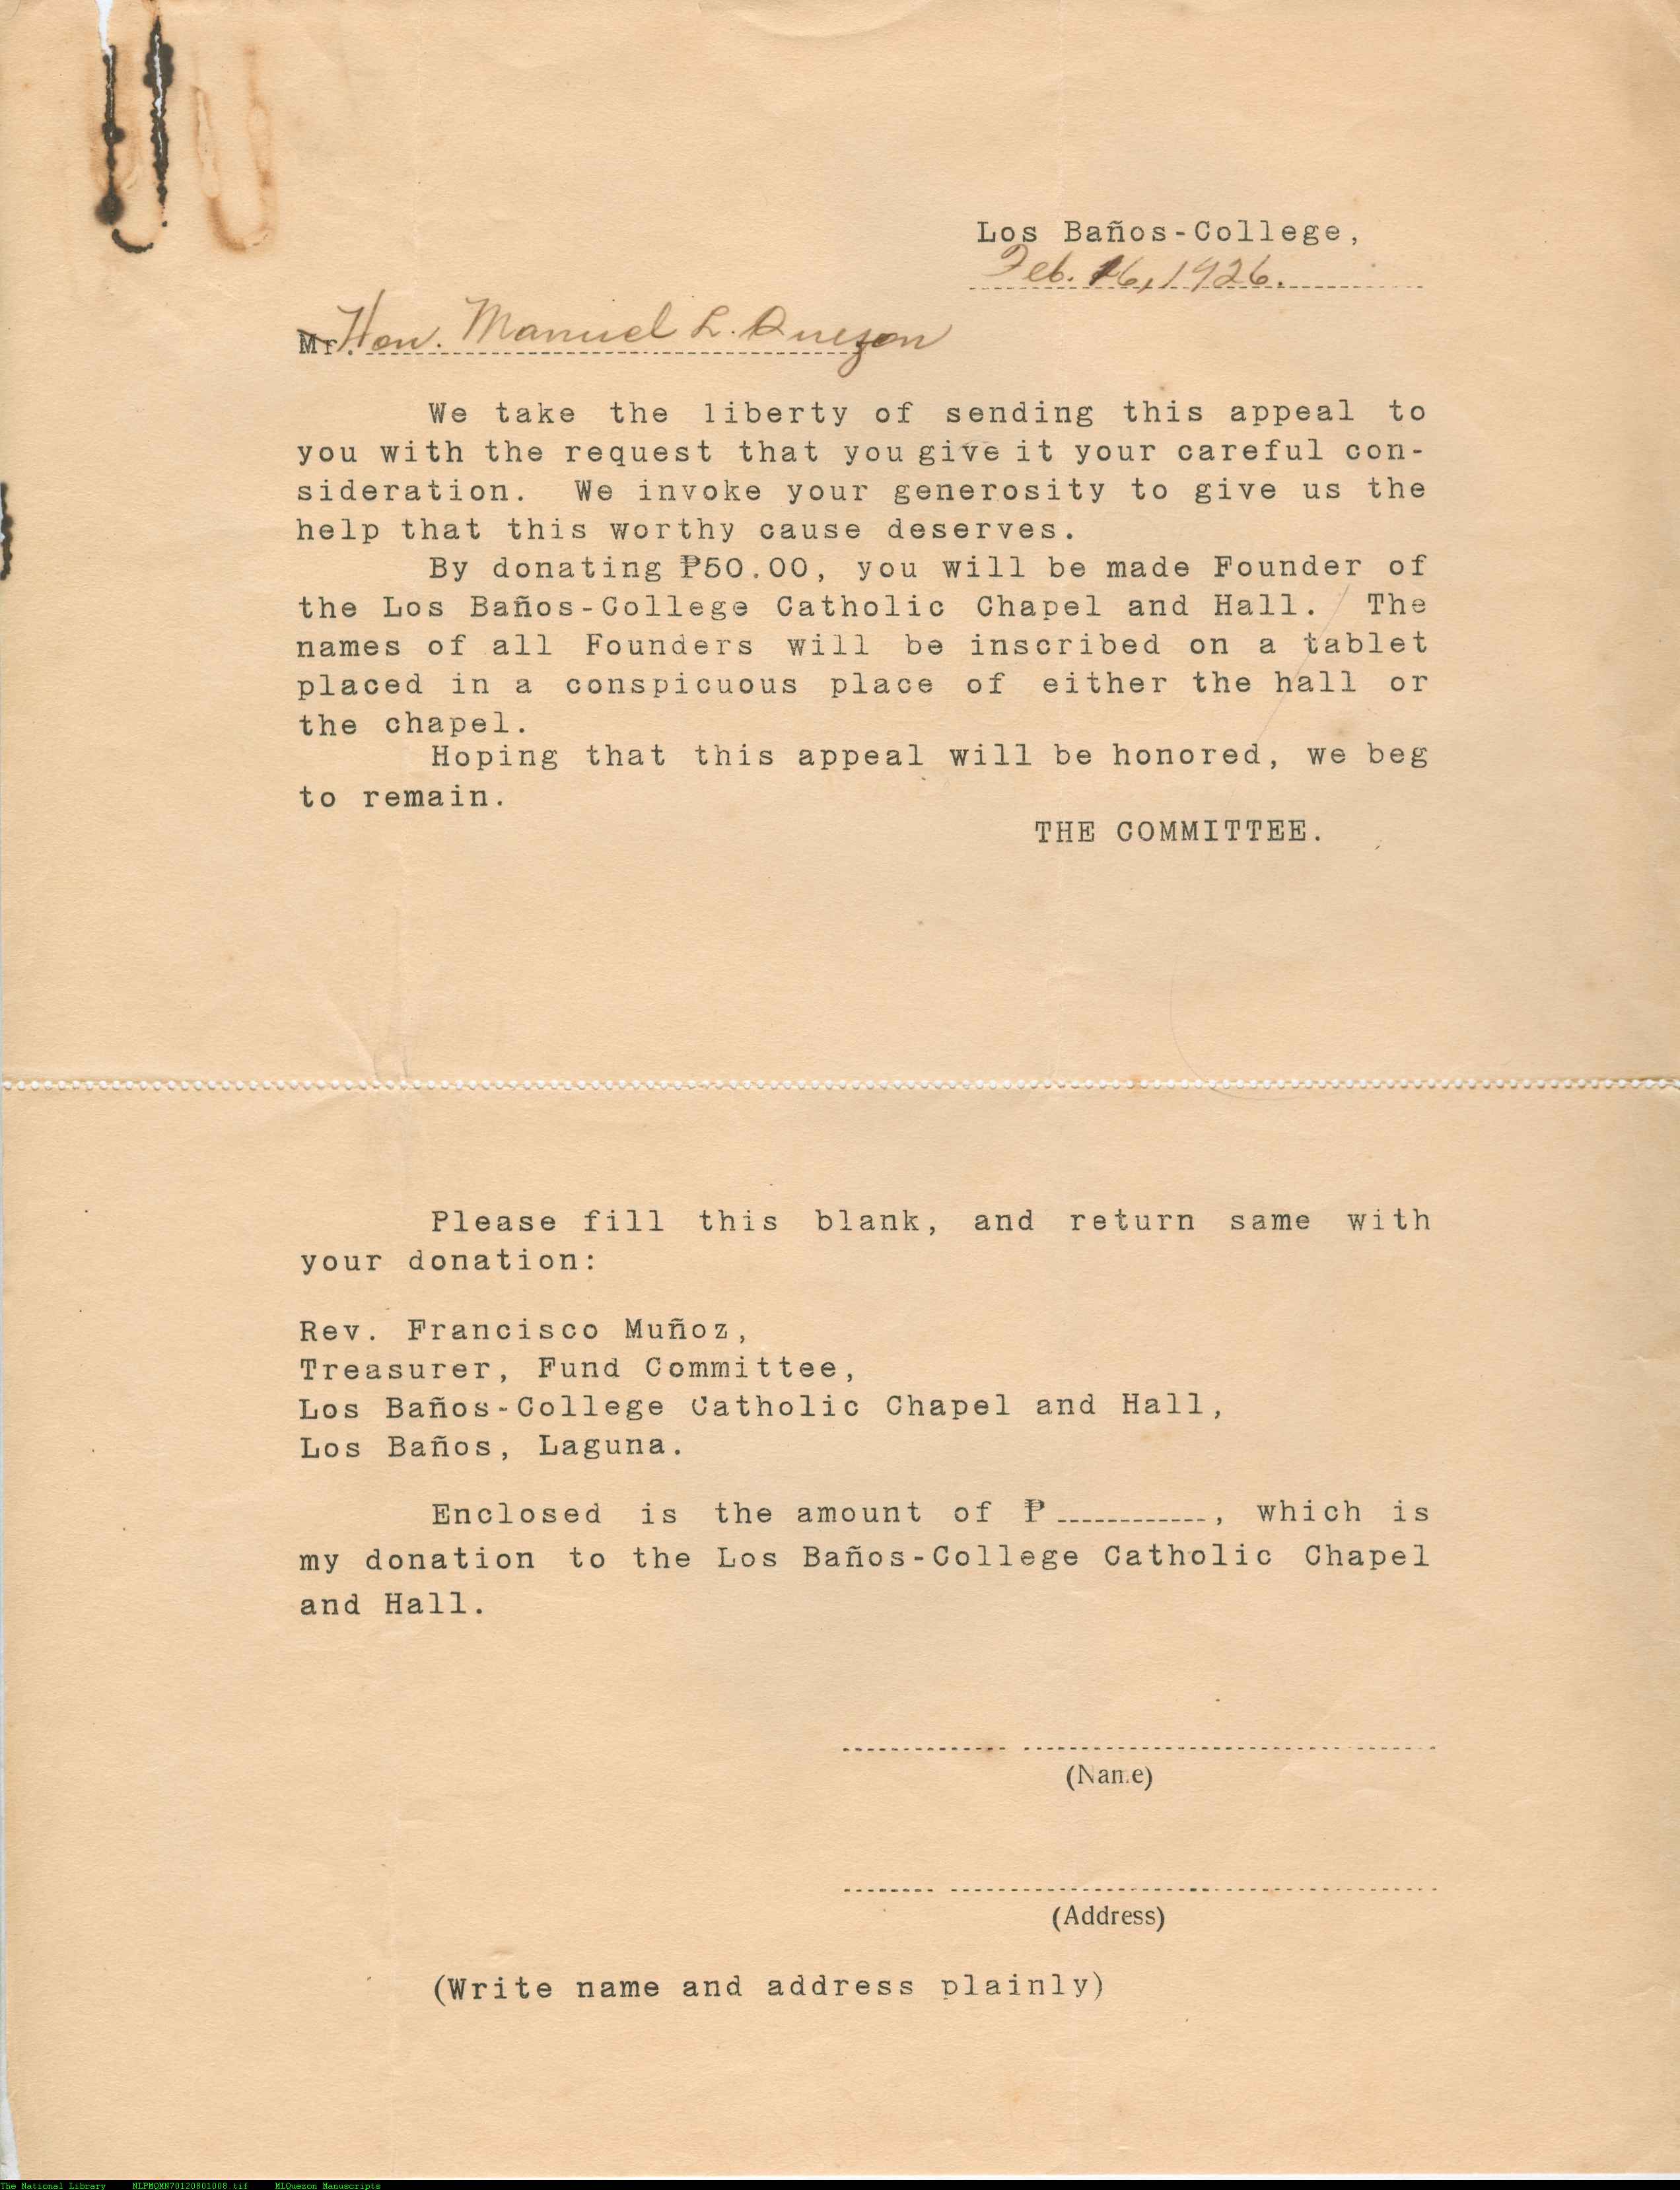 Los Baños-College,
Feb. 16, 1926.
Mr. Hon. Manuel L. Quezon
We take the liberty of sending this appeal to
you with the request that you give it your careful con-
sideration. We invoke your generosity to give us the
help that this worthy cause deserves.
By donating ₱50.00, you will be made Founder of
the Los Baños-College Catholic Chapel and Hall. The
names of all Founders will be inscribed on a tablet
placed in a conspicuous place of either the hall or
the chapel.
Hoping that this appeal will be honored, we beg
to remain.
THE COMMITTEE.
Please fill this blank, and return same with
your donation:
Rev. Francisco Muñoz,
Treasurer, Fund Committee,
Los Baños-College Catholic Chapel and Hall,
Los Baños, Laguna.
Enclosed is the amount of ₱------------, which is
my donation to the Los Baños-College Catholic Chapel
and Hall.
(Name)
(Address)
(Write name and address plainly)
The National Library NLPMQMN70120801008.tif MLQuezon Manuscripts